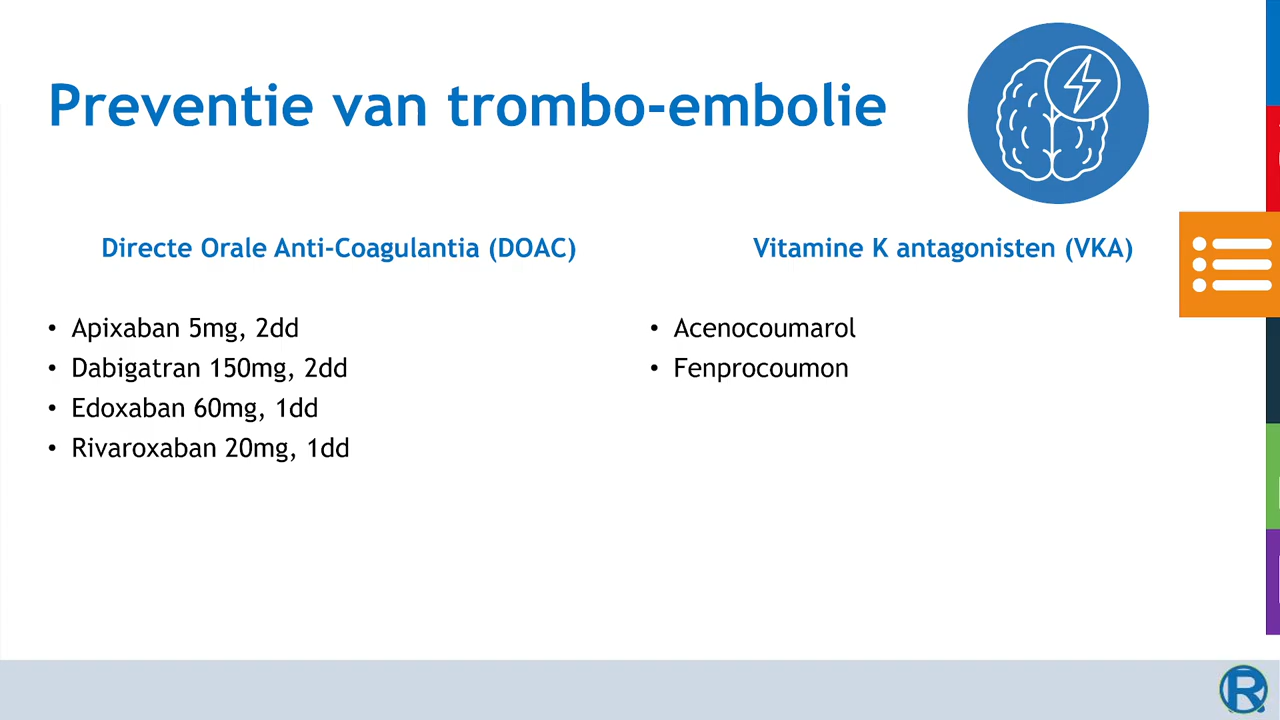 Preventie van trombo-embolie
Directe Orale Anti-Coagulantia (DOAC)
• Apixaban 5mg, 2dd
• Dabigatran 150mg, 2dd
• Edoxaban 60mg, 1dd
• Rivaroxaban 20mg, 1dd
Vitamine K antagonisten (VKA)
• Acenocoumarol
• Fenprocoumon
R